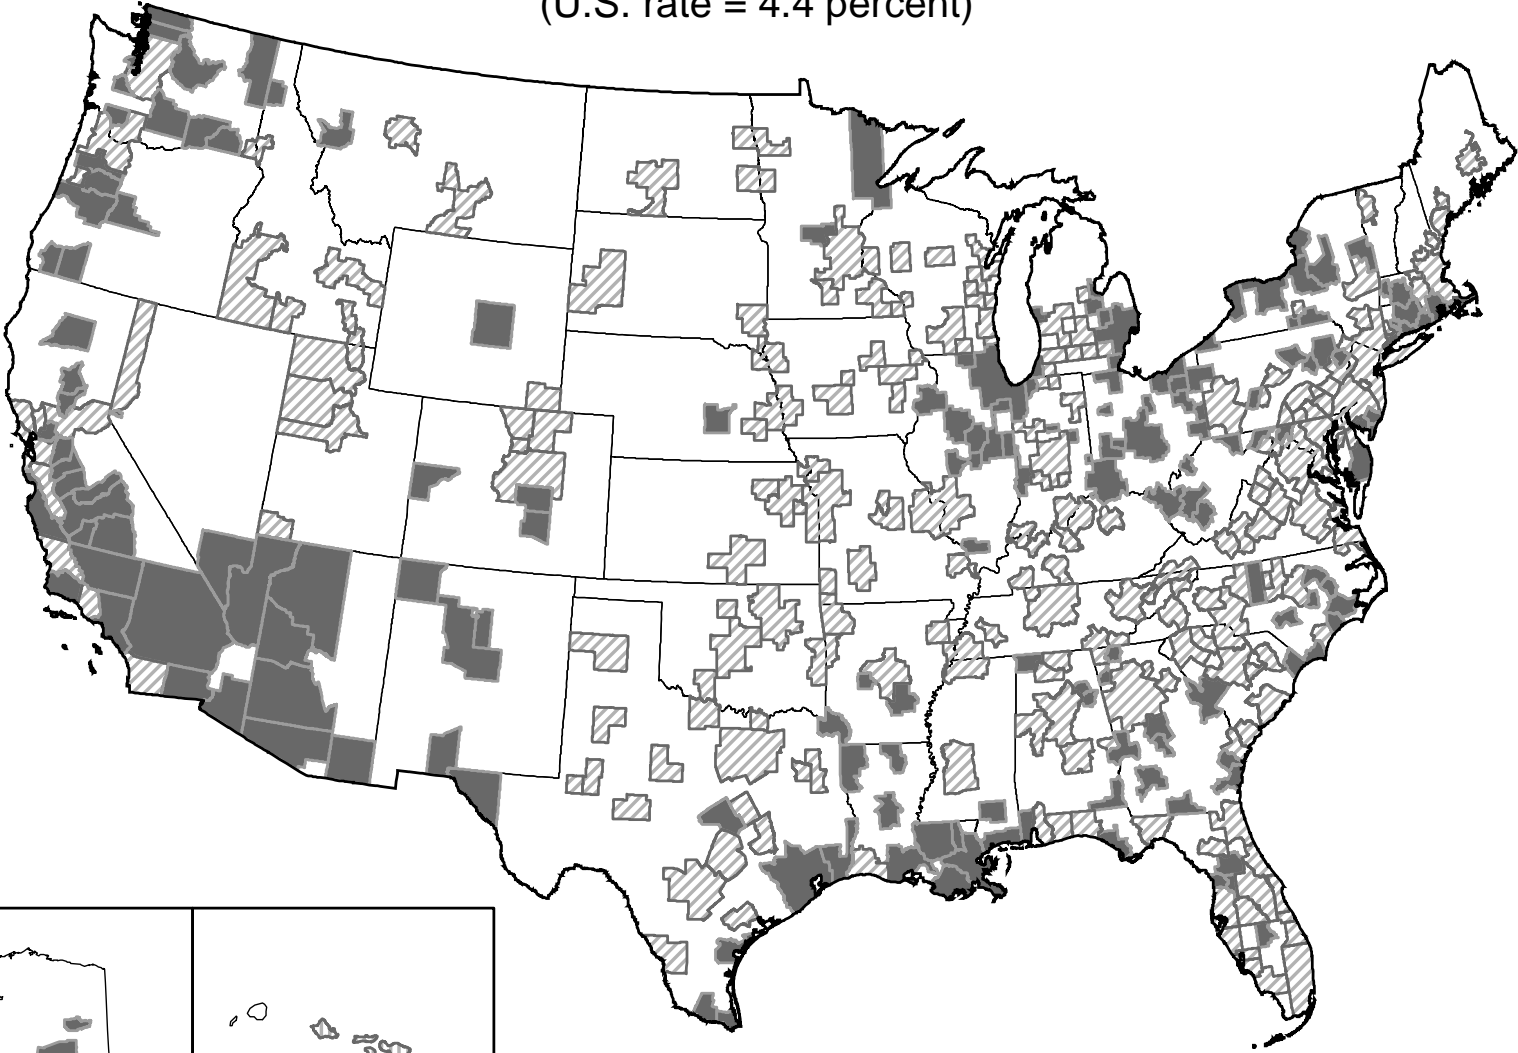 (U.S. rate = 4.4 percent)